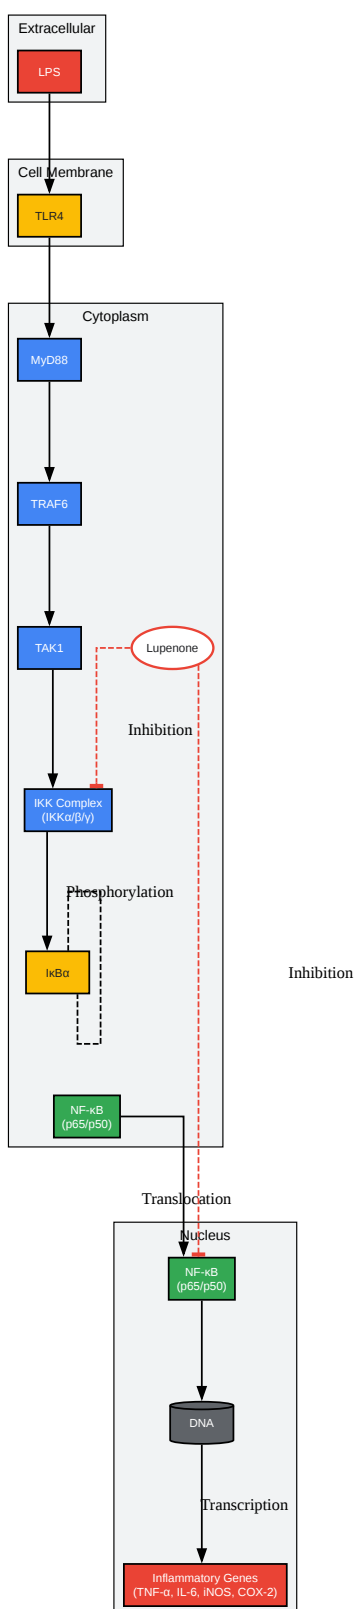 Extracellular
LPS
Cell Membrane
TLR4
Cytoplasm
MyD88
TRAF6
TAK1
Lupenone
Inhibition
IKK Complex
(IKKα/β/γ)
Phosphorylation
IκBα
Inhibition
NF-κB
(p65/p50)
Translocation
Nucleus
NF-κB
(p65/p50)
DNA
Transcription
Inflammatory Genes
(TNF-α, IL-6, iNOS, COX-2)